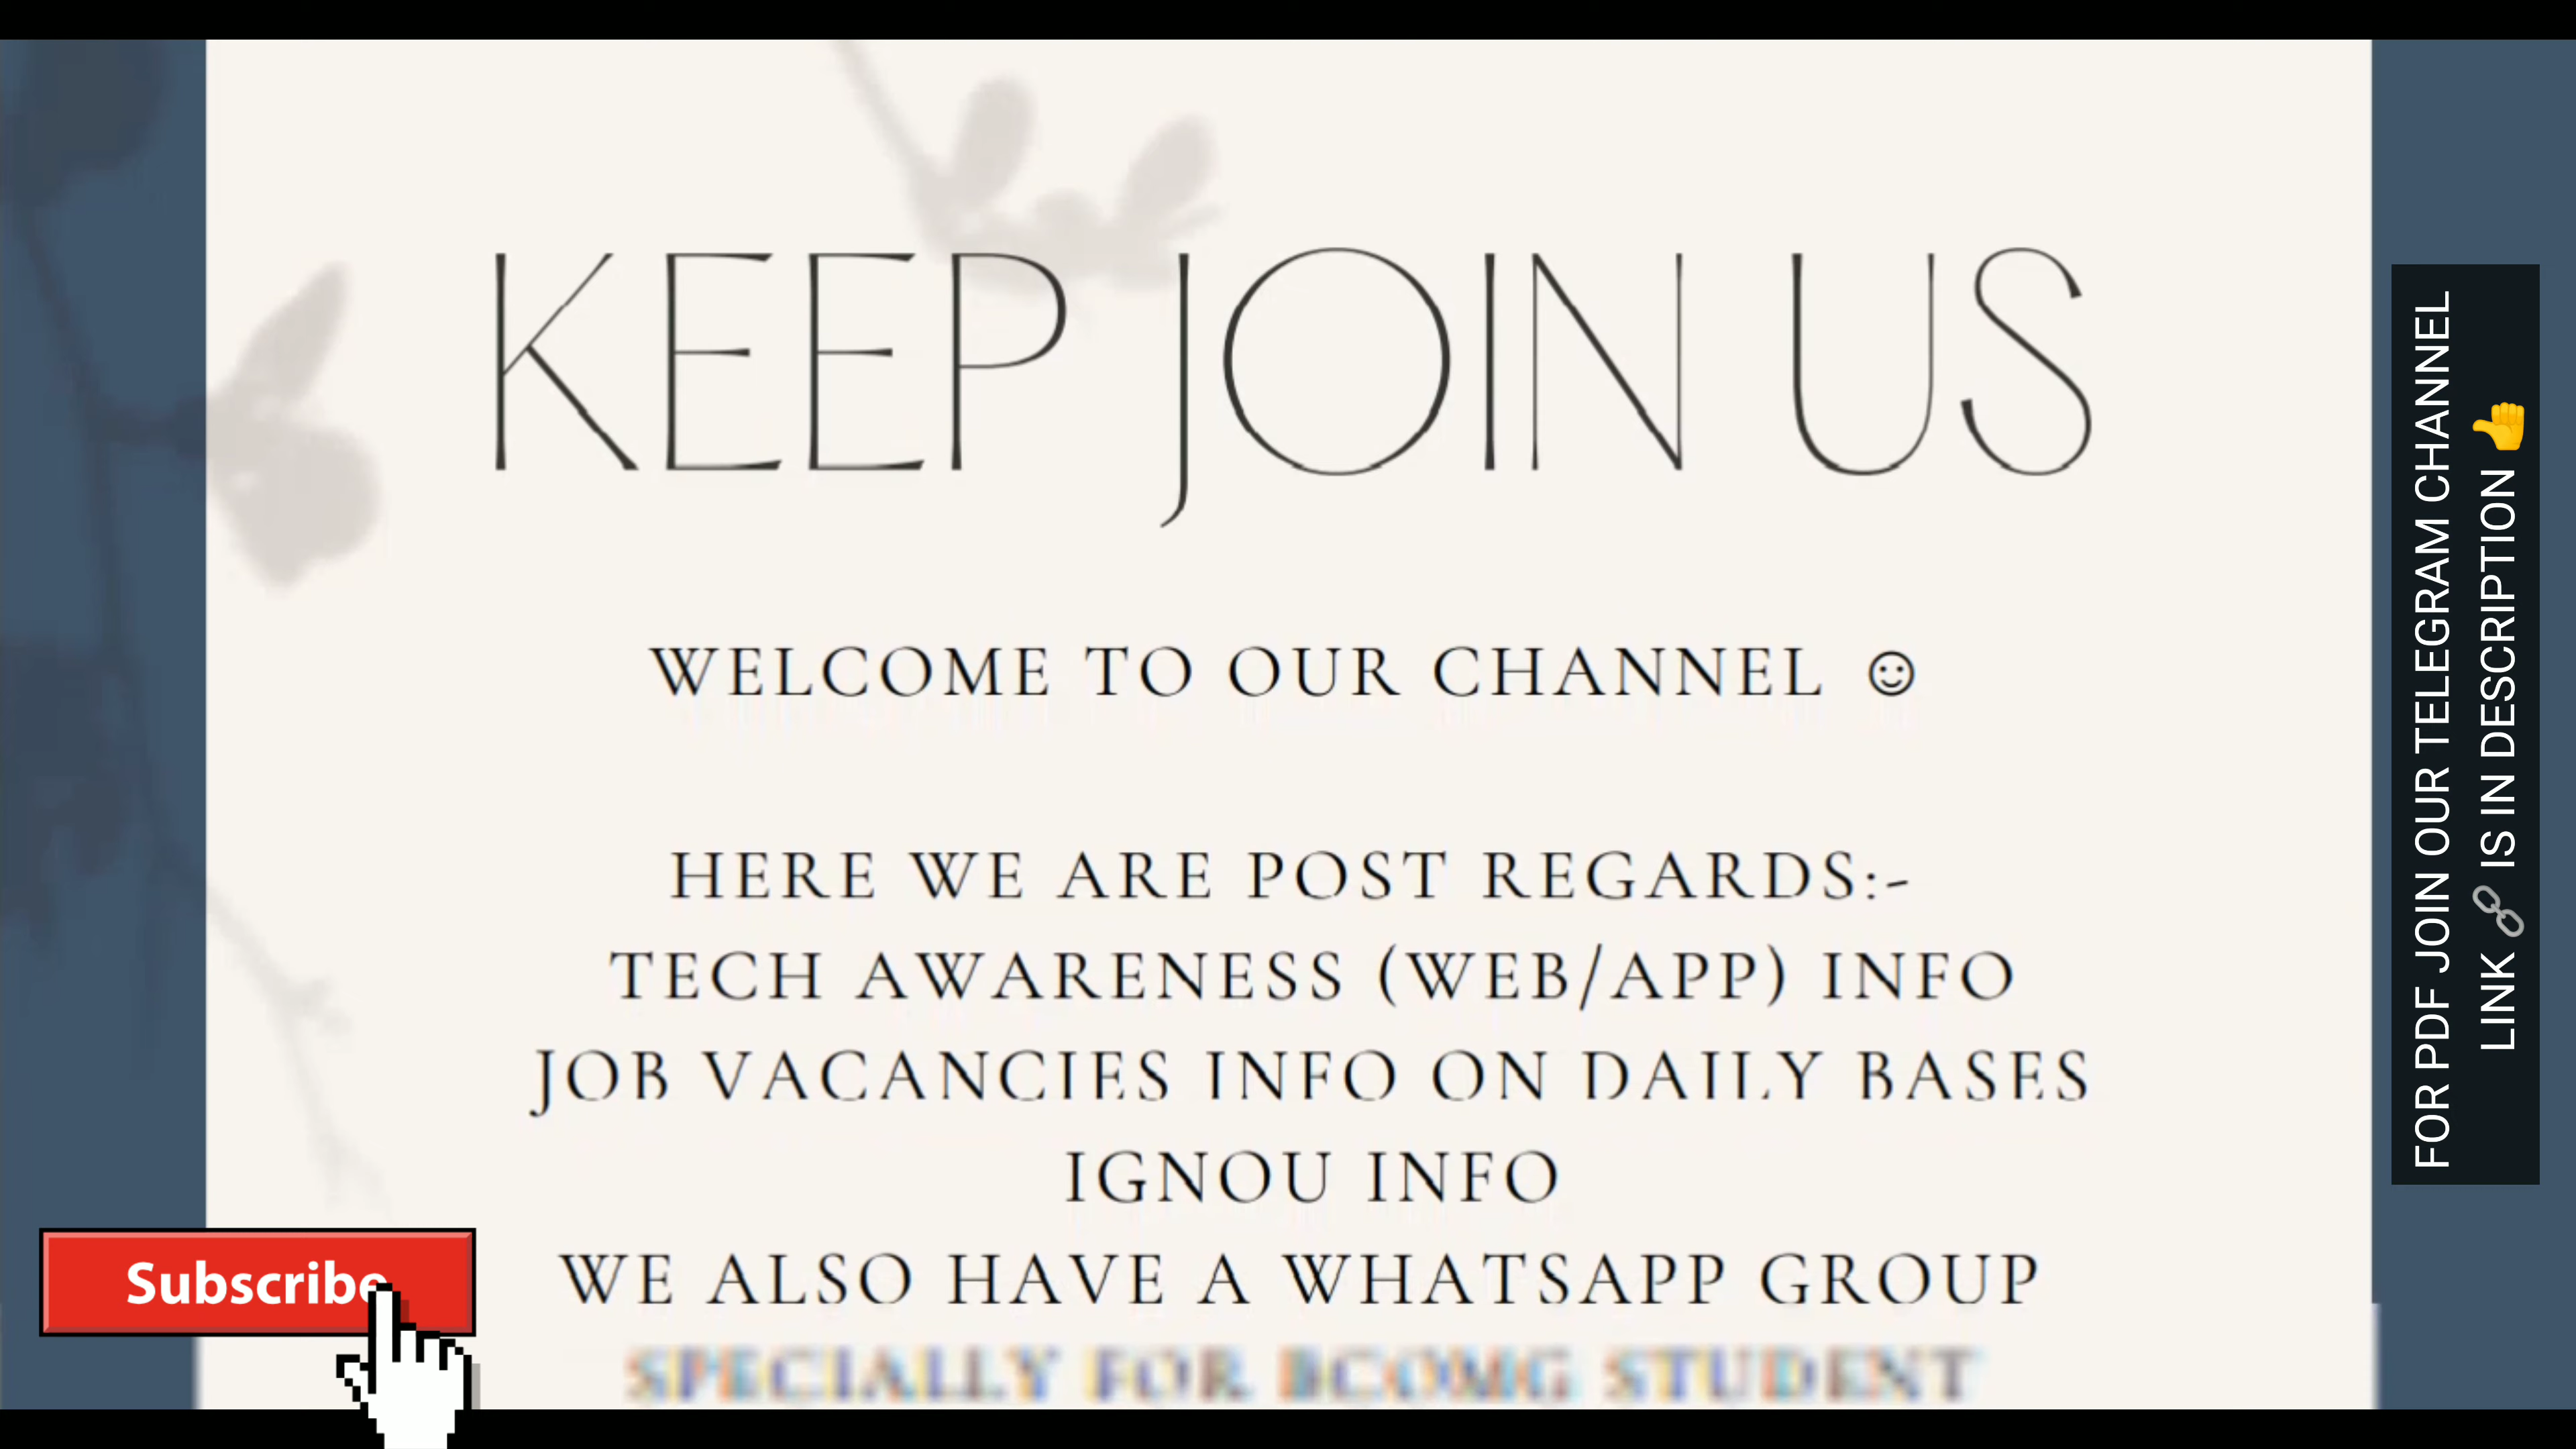 KEEP JOIN US
WELCOME TO OUR CHANNEL ☺
HERE WE ARE POST REGARDS:-
TECH AWARENESS (WEB/APP) INFO
JOB VACANCIES INFO ON DAILY BASES
IGNOU INFO
WE ALSO HAVE A WHATSAPP GROUP
SPECIALLY FOR BCOMG STUDENT
Subscribe
FOR PDF JOIN OUR TELEGRAM CHANNEL
LINK 🔗 IS IN DESCRIPTION 👍